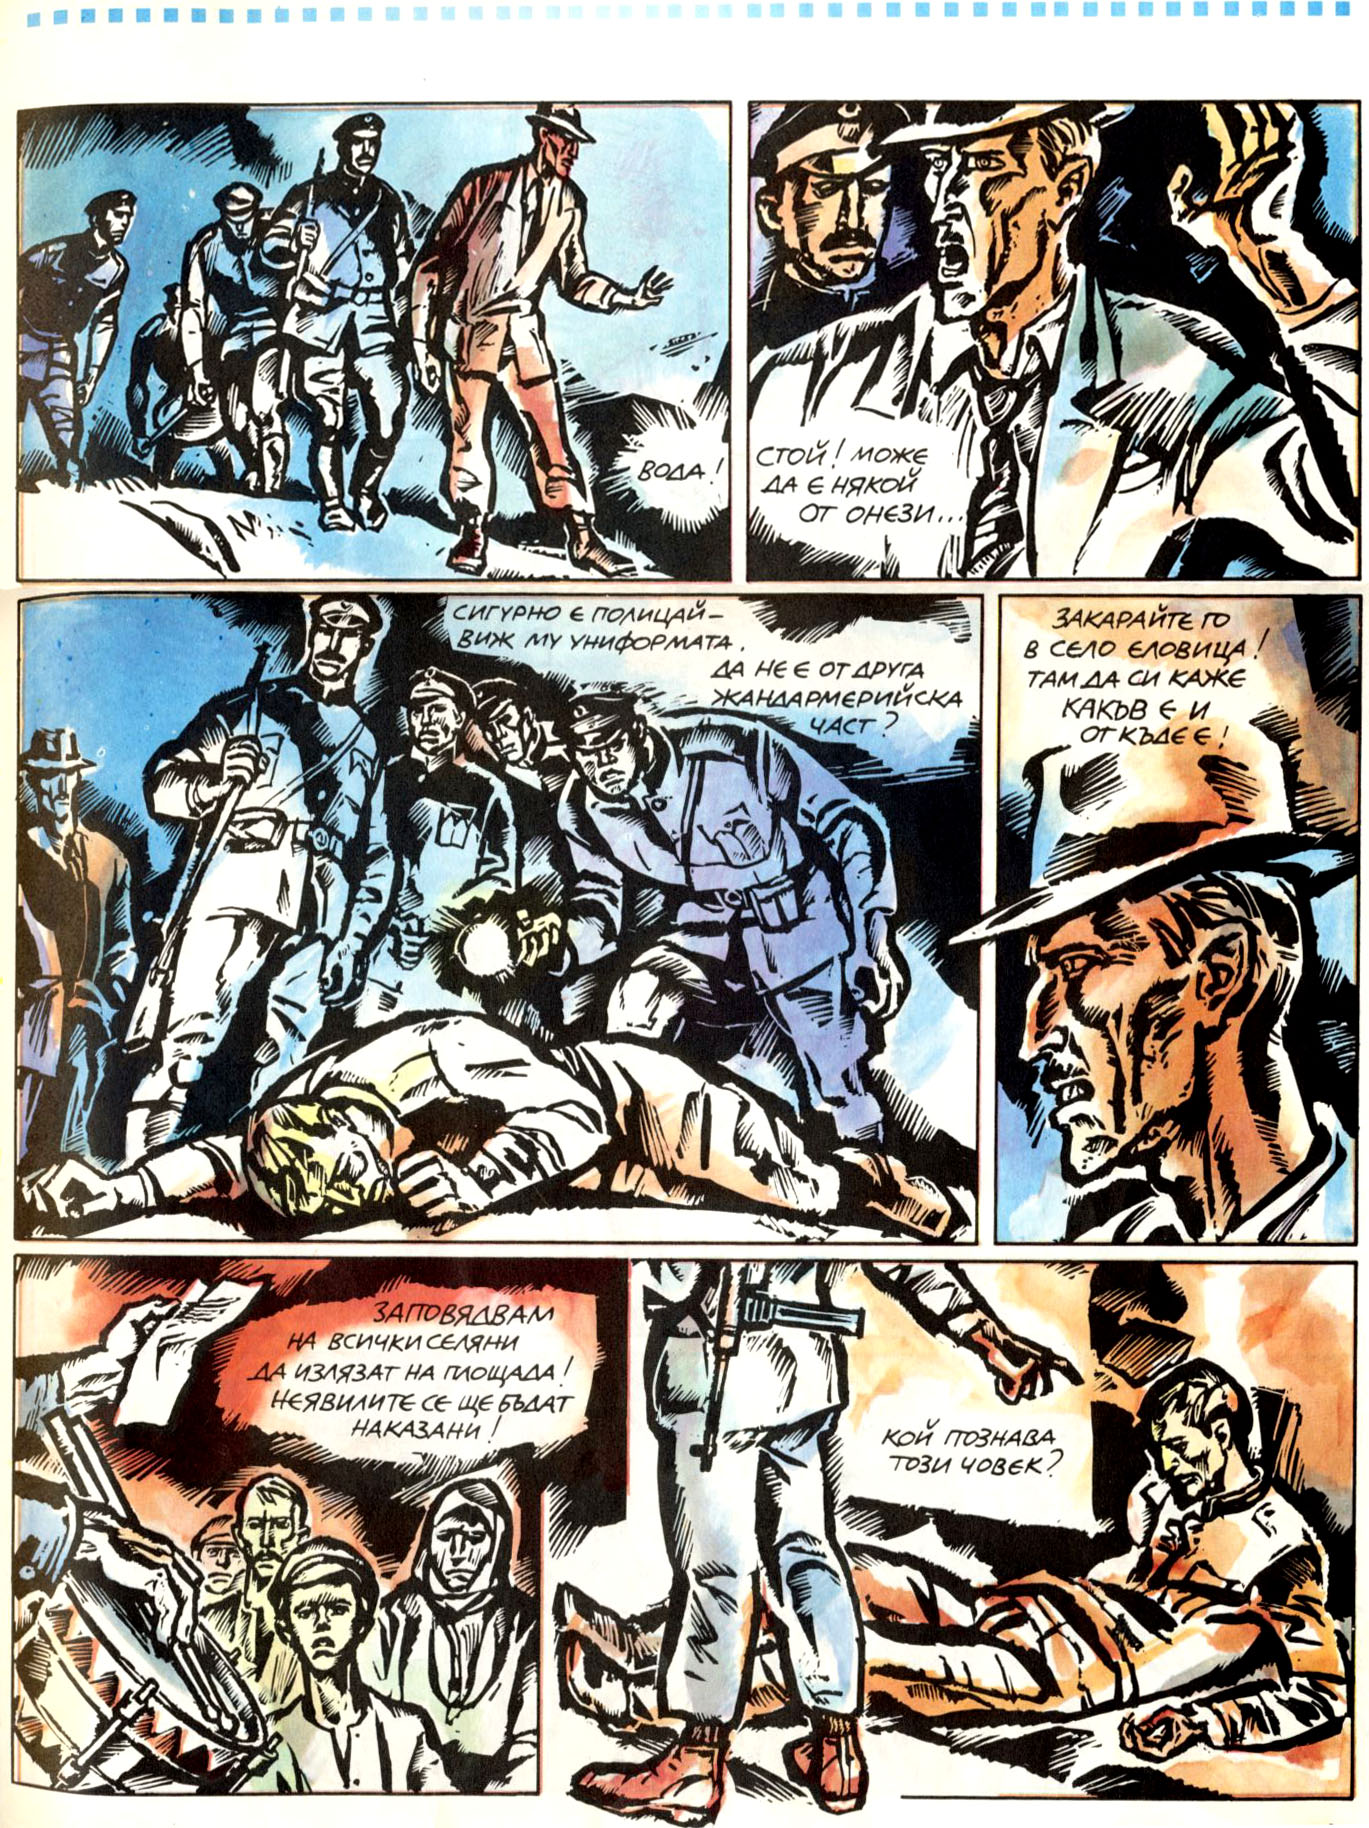 ВОДА!
СТОЙ! МОЖЕ
ДА Е НЯКОЙ
ОТ ОНЕЗИ...
СИГУРНО Е ПОЛИЦАЙ –
ВИЖ МУ УНИФОРМАТА.
ДА НЕ Е ОТ ДРУГА
ЖАНДАРМЕРИЙСКА
ЧАСТ?
ЗАКАРАЙТЕ ГО
В СЕЛО ЕЛОВИЦА!
ТАМ ДА СИ КАЖЕ
КАКЪВ Е И
ОТ КЪДЕ Е!
ЗАПОВЯДВАМ
НА ВСИЧКИ СЕЛЯНИ
ДА ИЗЛЯЗАТ НА ПЛОЩАДА!
НЕЯВИЛИТЕ СЕ ЩЕ БЪДАТ
НАКАЗАНИ!
КОЙ ПОЗНАВА
ТОЗИ ЧОВЕК?